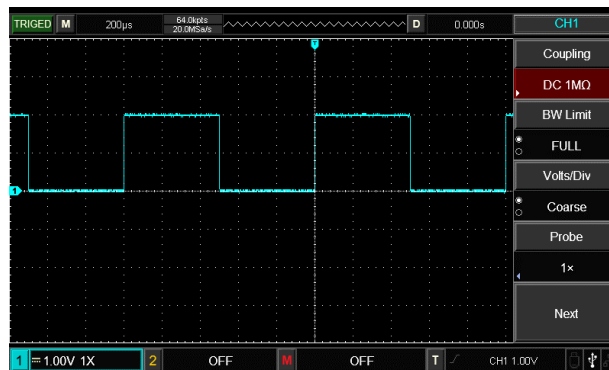 TRIGED M 200μs 64.0kpts D 0.000s CH1
20.0MSa/s
T
Coupling
DC 1MΩ
BW Limit
FULL
Volts/Div
1
Coarse
Probe
1×
Next
1 1.00V 1X 2 OFF M OFF T CH1 1.00V